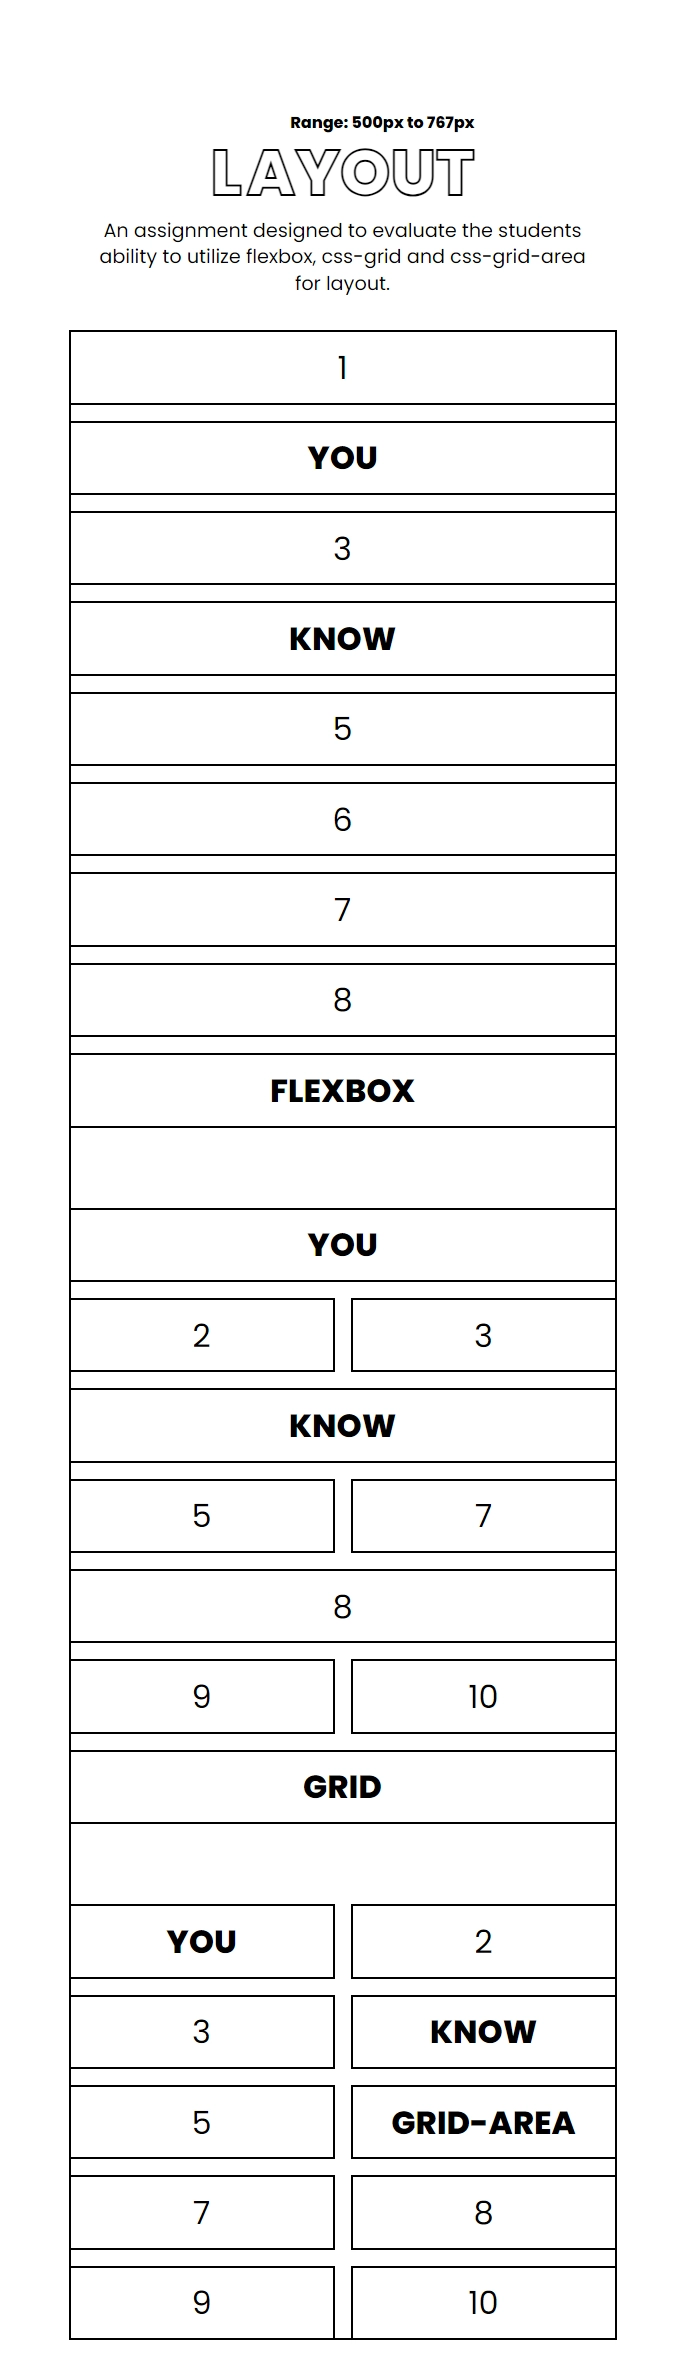 Range: 500px to 767px
LAYOUT
An assignment designed to evaluate the students
ability to utilize flexbox, css-grid and css-grid-area
for layout.
1
YOU
3
KNOW
5
6
7
8
FLEXBOX
YOU
2 3
KNOW
5 7
8
9 10
GRID
YOU 2
3 KNOW
5 GRID-AREA
7 8
9 10